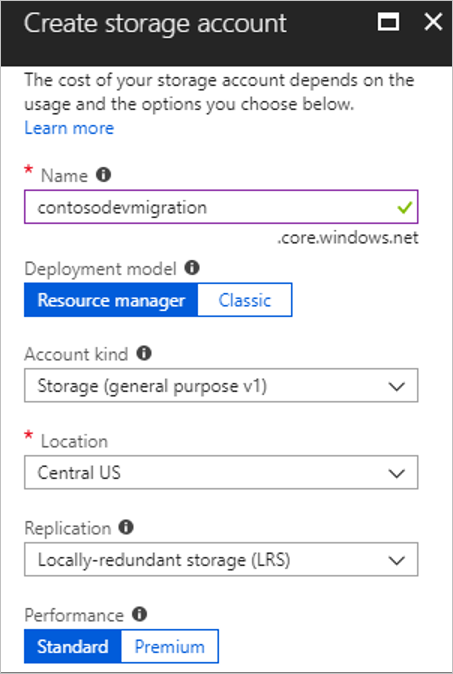 Create storage account
The cost of your storage account depends on the
usage and the options you choose below.
Learn more
* Name
contosodevmigration
.core.windows.net
Deployment model
Resource manager Classic
Account kind
Storage (general purpose v1)
* Location
Central US
Replication
Locally-redundant storage (LRS)
Performance
Standard Premium